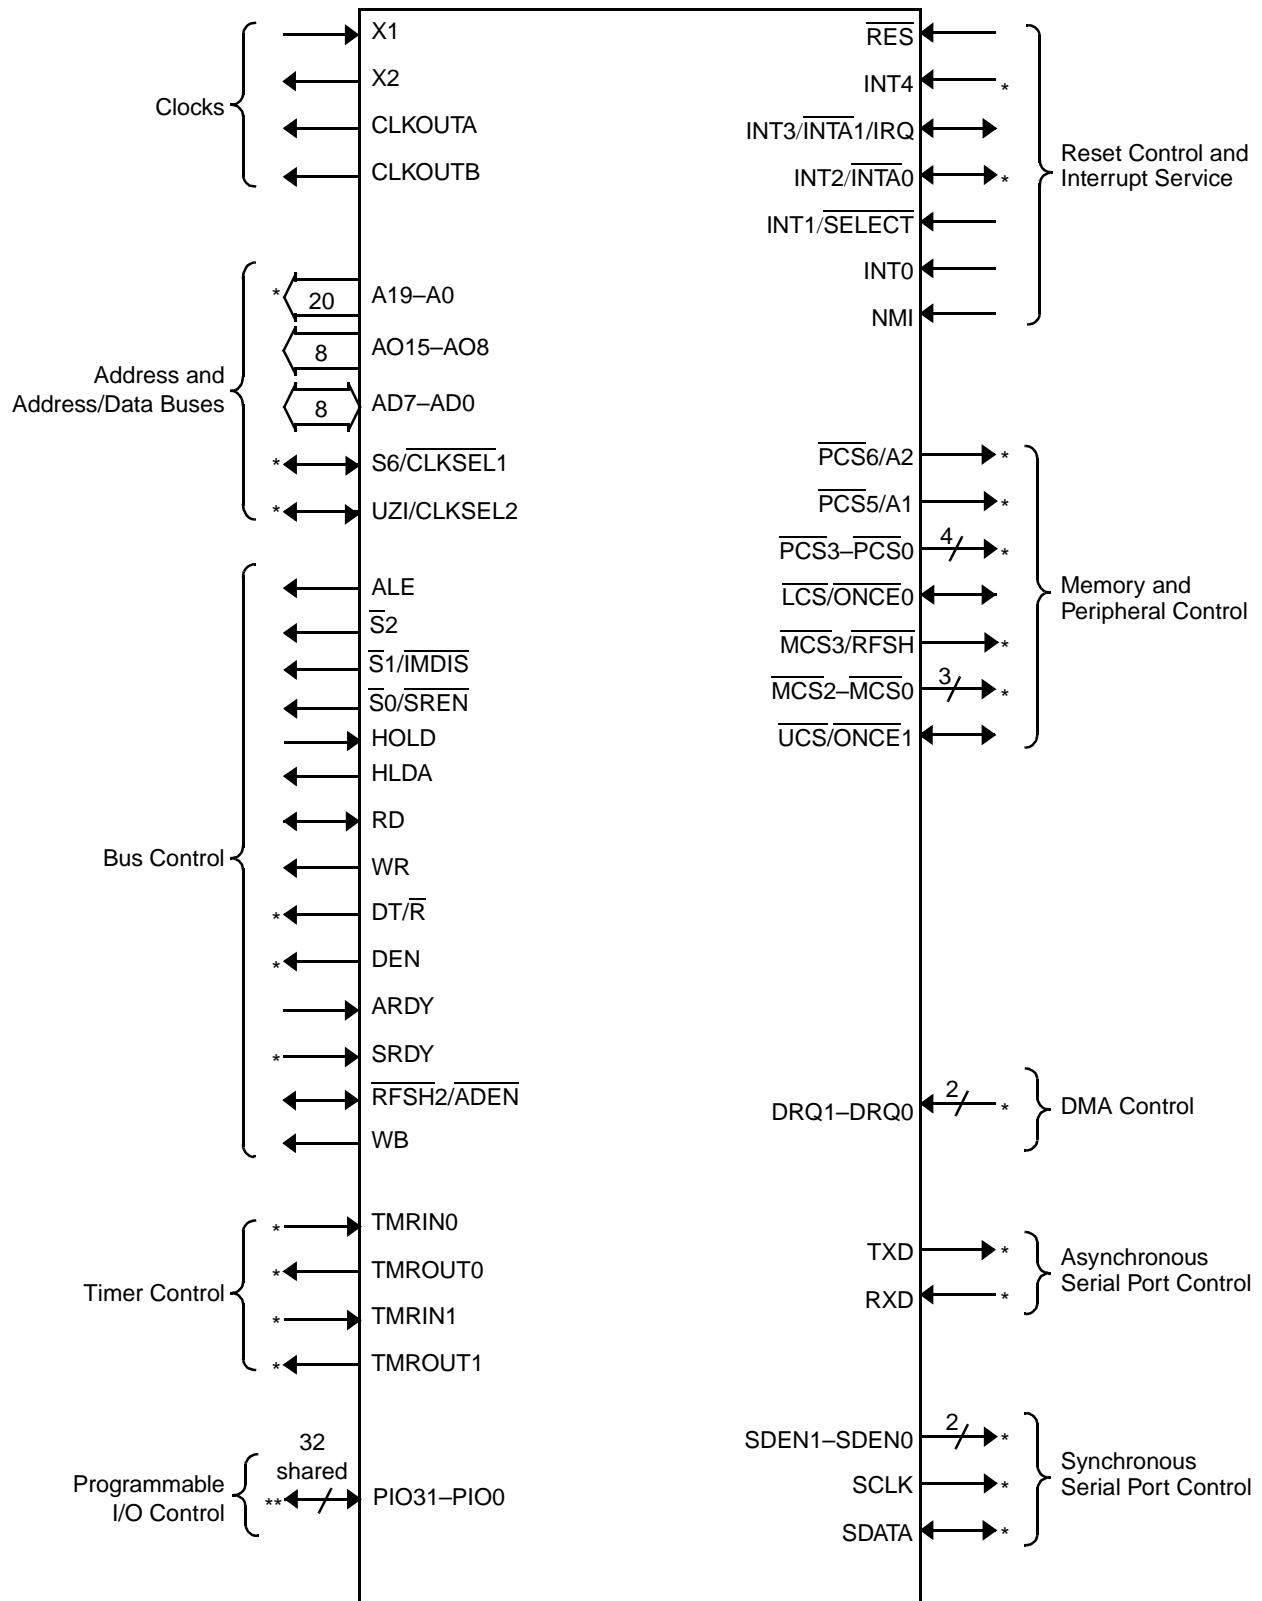 Clocks
X1
X2
CLKOUTA
CLKOUTB
Address and
Address/Data Buses
* 20 A19–A0
8 AO15–AO8
8 AD7–AD0
* S6/CLKSEL1
* UZI/CLKSEL2
Bus Control
ALE
S2
S1/IMDIS
S0/SREN
HOLD
HLDA
RD
WR
* DT/R
* DEN
ARDY
* SRDY
RFSH2/ADEN
WB
Timer Control
* TMRIN0
* TMROUT0
* TMRIN1
* TMROUT1
Programmable
I/O Control
32
shared
** PIO31–PIO0
RES
INT4 *
INT3/INTA1/IRQ
INT2/INTA0 *
INT1/SELECT
INT0
NMI
Reset Control and
Interrupt Service
PCS6/A2 *
PCS5/A1 *
PCS3–PCS0 4 *
LCS/ONCE0
MCS3/RFSH *
MCS2–MCS0 3 *
UCS/ONCE1
Memory and
Peripheral Control
DRQ1–DRQ0 2 *
DMA Control
TXD *
RXD *
Asynchronous
Serial Port Control
SDEN1–SDEN0 2 *
SCLK *
SDATA *
Synchronous
Serial Port Control